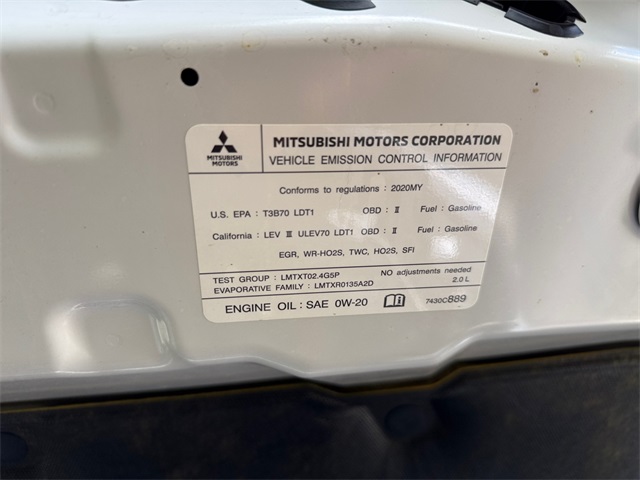 MITSUBISHI MOTORS
MITSUBISHI MOTORS CORPORATION
VEHICLE EMISSION CONTROL INFORMATION
Conforms to regulations : 2020MY
U.S. EPA : T3B70 LDT1 OBD : Ⅱ Fuel : Gasoline
California : LEV Ⅲ ULEV70 LDT1 OBD : Ⅱ Fuel : Gasoline
EGR, WR-HO2S, TWC, HO2S, SFI
TEST GROUP : LMTXT02.4G5P NO adjustments needed
EVAPORATIVE FAMILY : LMTXR0135A2D 2.0 L
ENGINE OIL : SAE 0W-20 7430C889